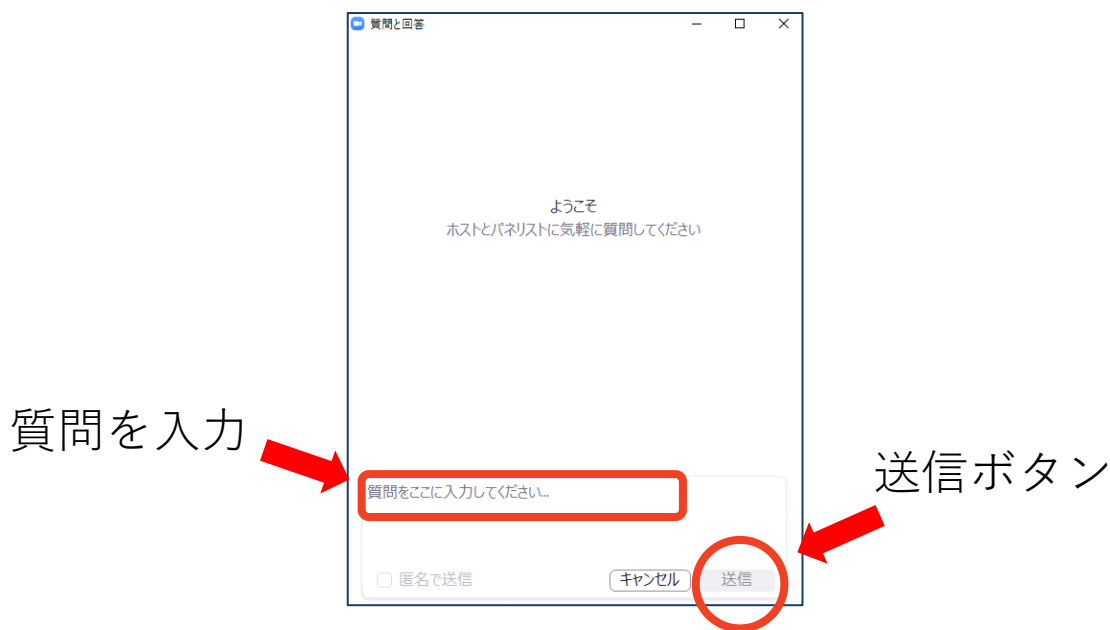 質問と回答
ようこそ
ホストとパネリストに気軽に質問してください
質問を入力
送信ボタン
質問をここに入力してください...
匿名で送信
キャンセル
送信